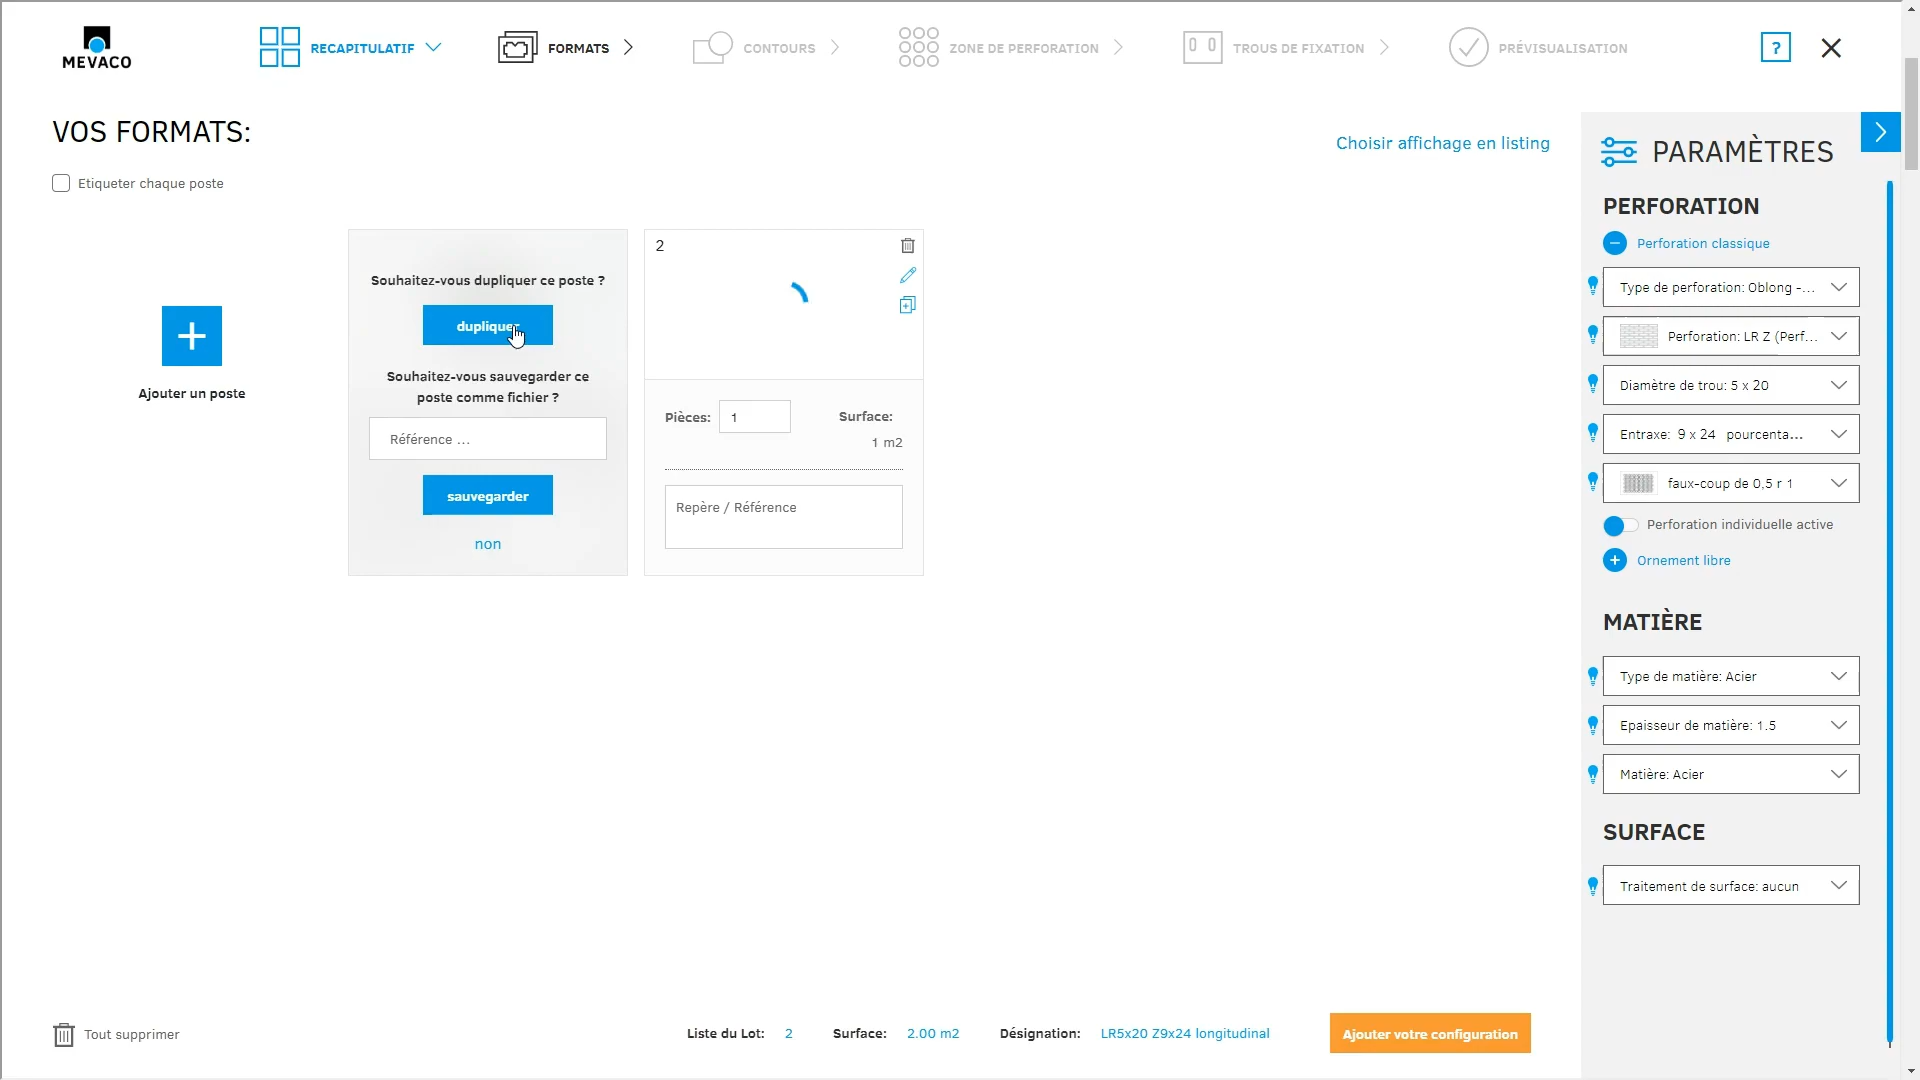 MEVACO
RECAPITULATIF
FORMATS
CONTOURS
ZONE DE PERFORATION
TROUS DE FIXATION
PRÉVISUALISATION
?
VOS FORMATS:
Choisir affichage en listing
Etiqueter chaque poste
Ajouter un poste
Souhaitez-vous dupliquer ce poste ?
dupliquer
Souhaitez-vous sauvegarder ce
poste comme fichier ?
Référence ...
sauvegarder
non
2
Pièces:
1
Surface:
1 m2
Repère / Référence
PARAMÈTRES
PERFORATION
Perforation classique
Type de perforation: Oblong -...
Perforation: LR Z (Perf...
Diamètre de trou: 5 x 20
Entraxe: 9 x 24 pourcenta...
faux-coup de 0,5 r 1
Perforation individuelle active
Ornement libre
MATIÈRE
Type de matière: Acier
Epaisseur de matière: 1.5
Matière: Acier
SURFACE
Traitement de surface: aucun
Tout supprimer
Liste du Lot: 2
Surface: 2.00 m2
Désignation: LR5x20 Z9x24 longitudinal
Ajouter votre configuration